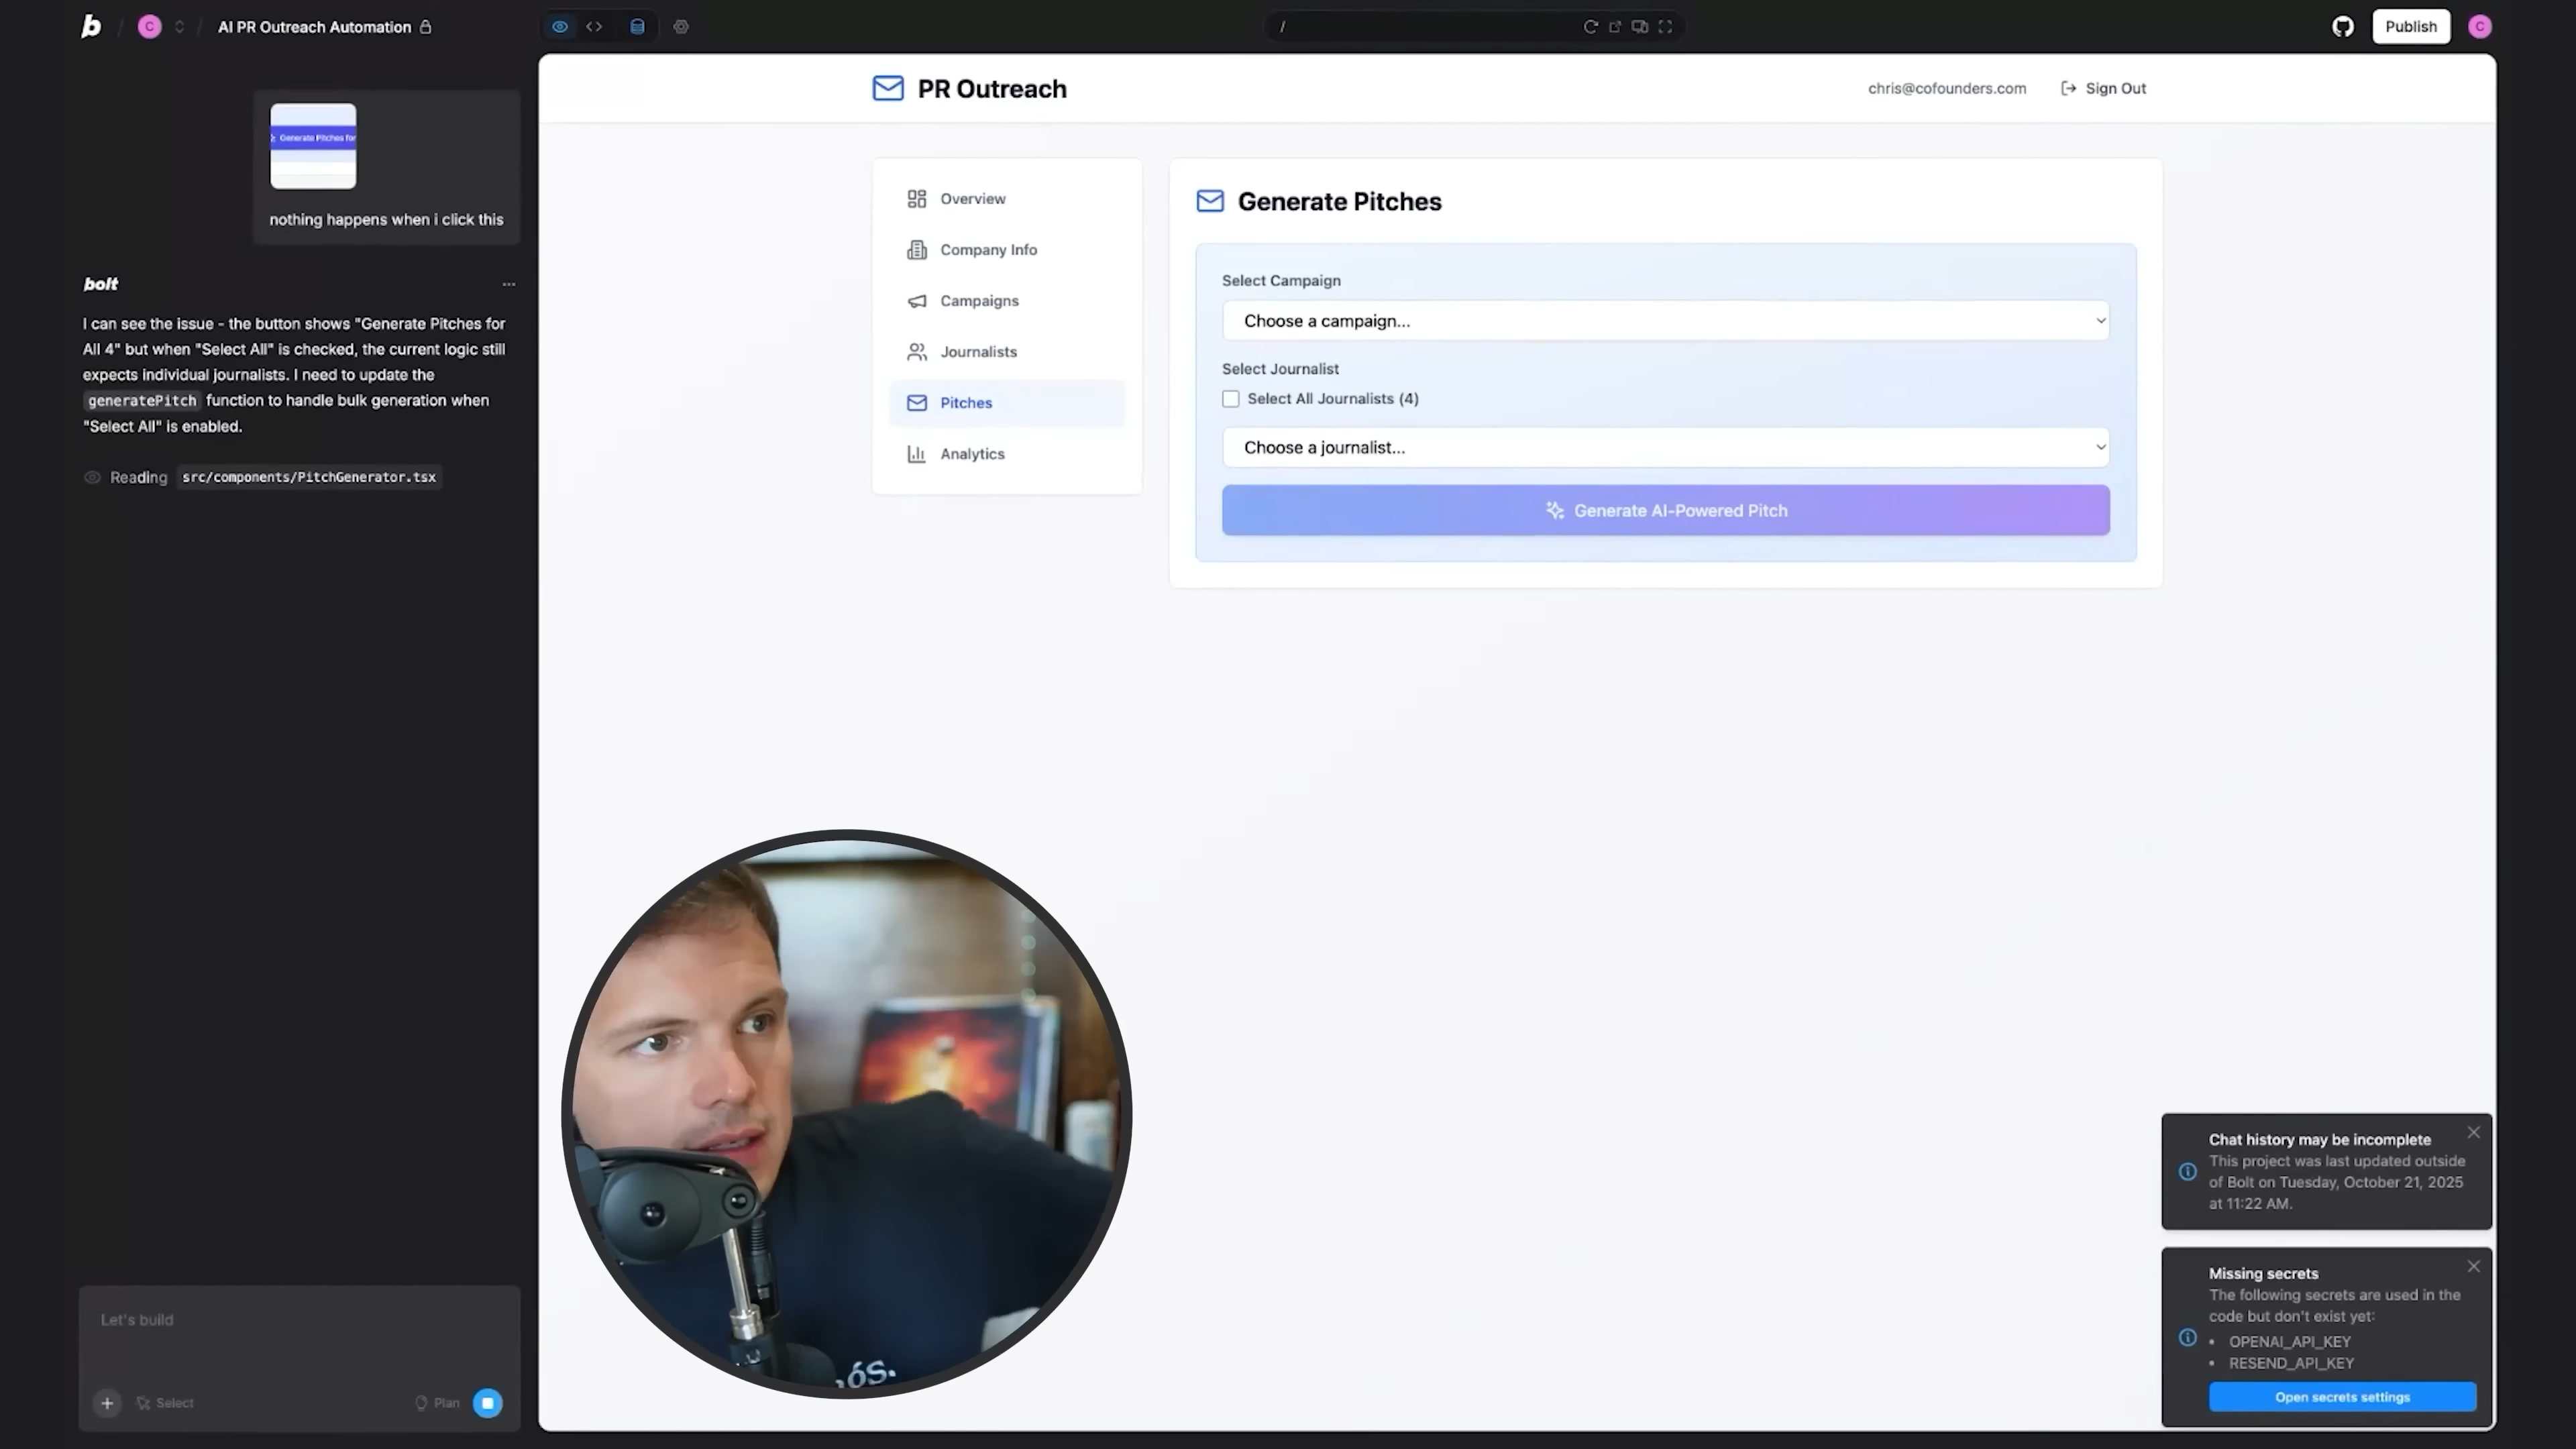 b
C
AI PR Outreach Automation
/
Publish
C
Generate Pitches for
nothing happens when i click this
bolt
I can see the issue - the button shows "Generate Pitches for
All 4" but when "Select All" is checked, the current logic still
expects individual journalists. I need to update the
generatePitch function to handle bulk generation when
"Select All" is enabled.
Reading src/components/PitchGenerator.tsx
Let's build
Select
Plan
PR Outreach
chris@cofounders.com
Sign Out
Overview
Company Info
Campaigns
Journalists
Pitches
Analytics
Generate Pitches
Select Campaign
Choose a campaign...
Select Journalist
Select All Journalists (4)
Choose a journalist...
Generate AI-Powered Pitch
ós.
Chat history may be incomplete
This project was last updated outside
of Bolt on Tuesday, October 21, 2025
at 11:22 AM.
Missing secrets
The following secrets are used in the
code but don't exist yet:
• OPENAI_API_KEY
• RESEND_API_KEY
Open secrets settings